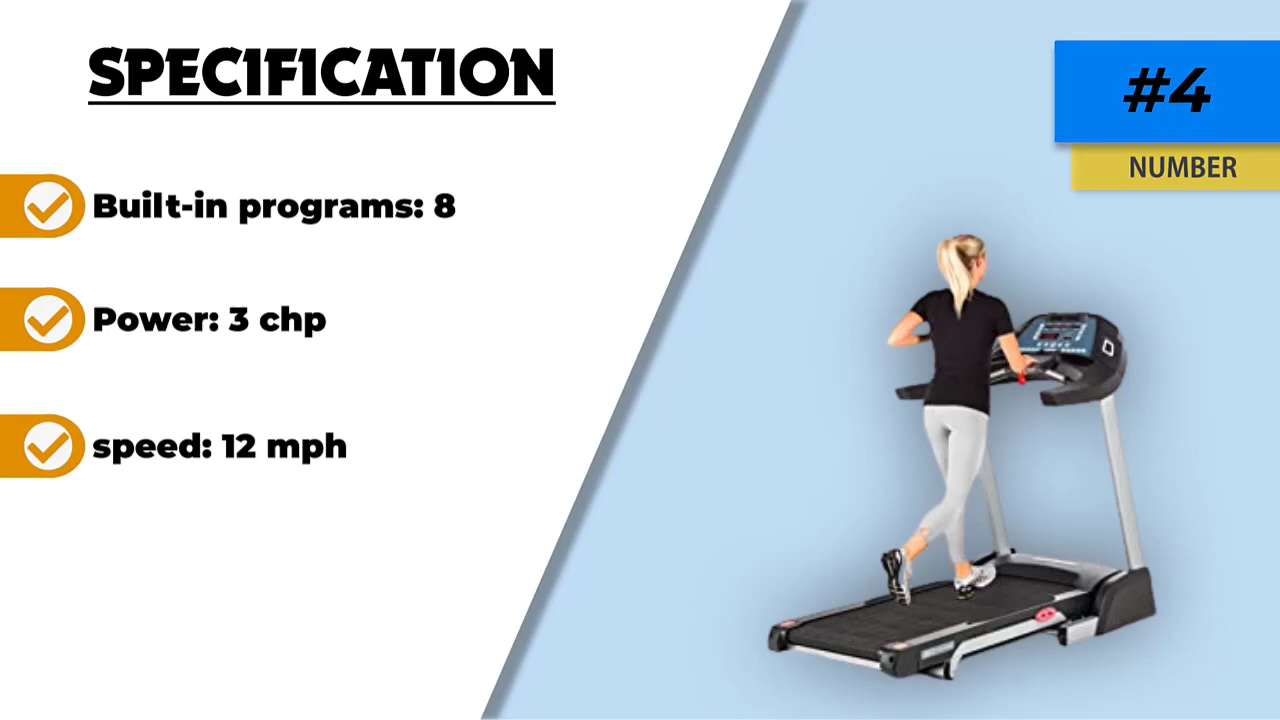 SPECIFICATION
#4
NUMBER
Built-in programs: 8
Power: 3 chp
speed: 12 mph